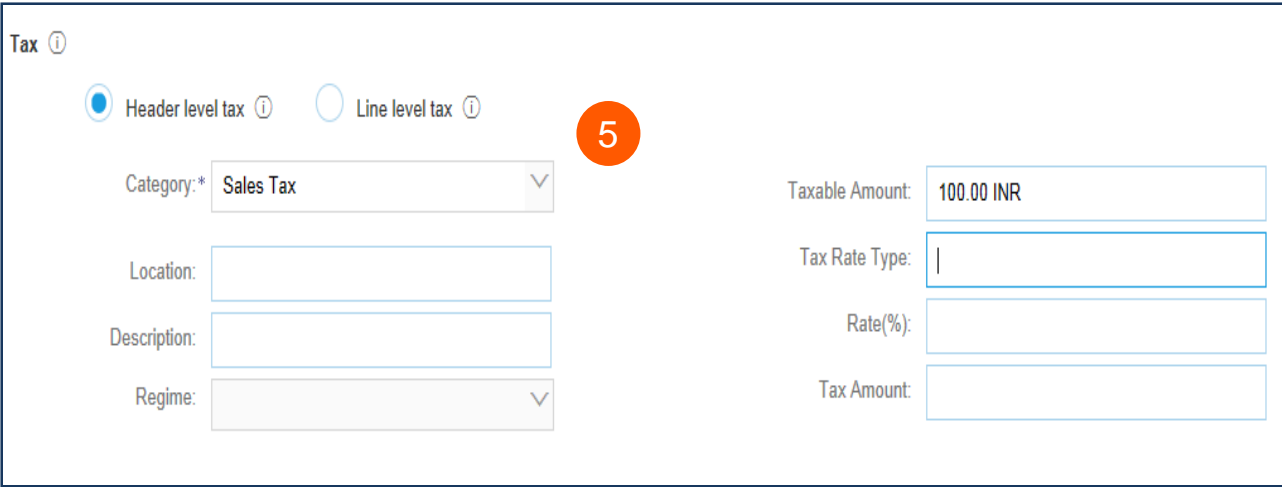 Tax ⓘ
Header level tax ⓘ Line level tax ⓘ
5
Category:* Sales Tax
Location:
Description:
Regime:
Taxable Amount: 100.00 INR
Tax Rate Type:
Rate(%):
Tax Amount: